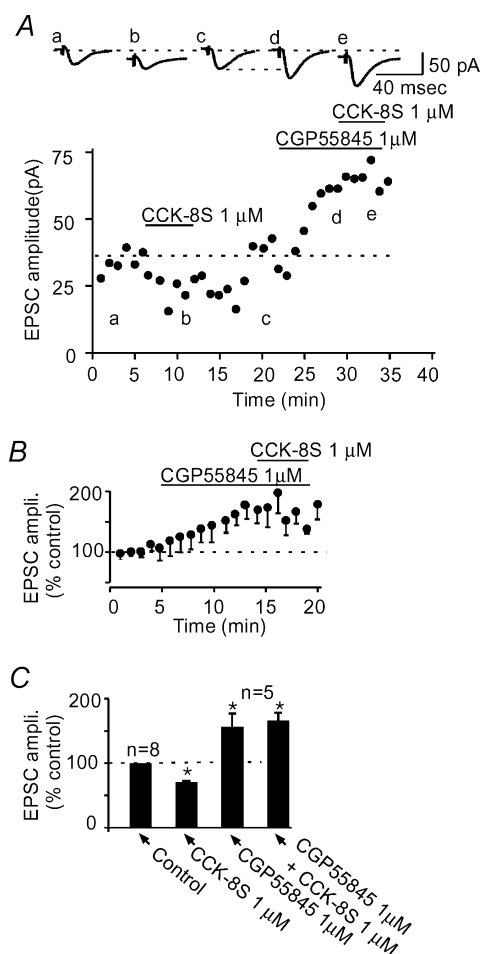 A
a b c d e
50 pA
40 msec
CCK-8S 1 μM
CGP55845 1μM
75
CCK-8S 1 μM
50
EPSC amplitude(pA)
d e
25
a b c
0
0 5 10 15 20 25 30 35 40
Time (min)
B
CCK-8S 1 μM
CGP55845 1μM
200
EPSC ampli.
(% control)
100
0 5 10 15 20
Time (min)
C
200
n=5
* *
EPSC ampli.
(% control)
n=8
100
*
0
Control
CCK-8S 1 μM
CGP55845 1μM
CGP55845 1μM
+ CCK-8S 1 μM